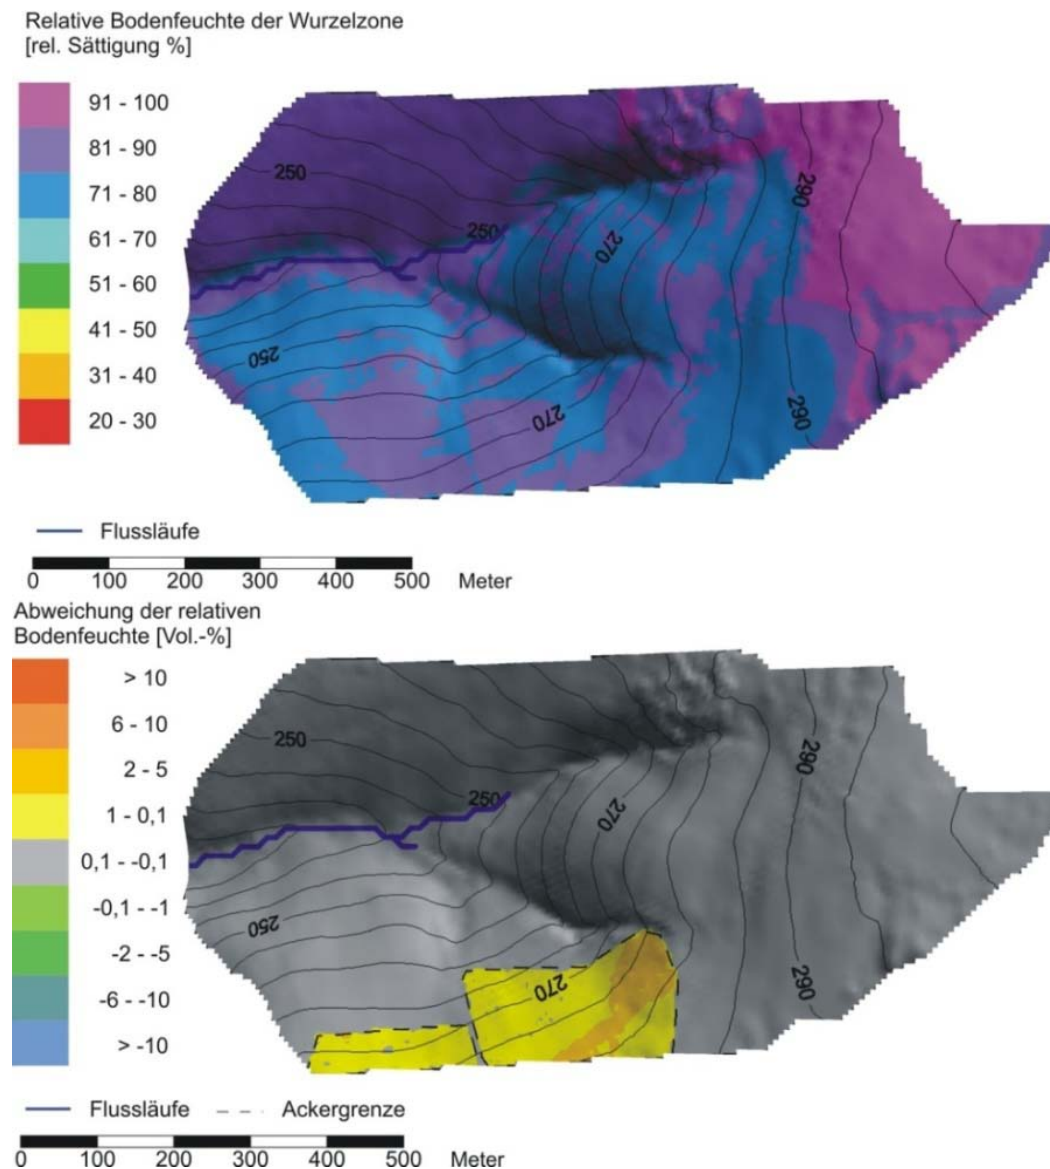 Relative Bodenfeuchte der Wurzelzone
[rel. Sättigung %]
91 - 100
81 - 90
71 - 80
61 - 70
51 - 60
41 - 50
31 - 40
20 - 30
250
250
290
270
250
270
290
Flussläufe
0 100 200 300 400 500 Meter
Abweichung der relativen
Bodenfeuchte [Vol.-%]
> 10
6 - 10
2 - 5
1 - 0,1
0,1 - -0,1
-0,1 - -1
-2 - -5
-6 - -10
> -10
250
250
290
270
250
270
290
Flussläufe Ackergrenze
0 100 200 300 400 500 Meter